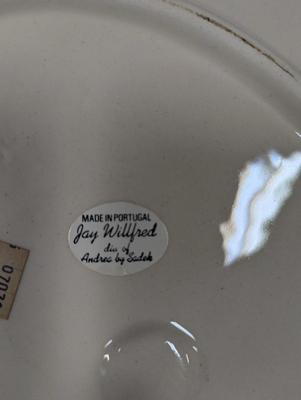 MADE IN PORTUGAL
Jay Willfred
div of
Andrea by Sadek